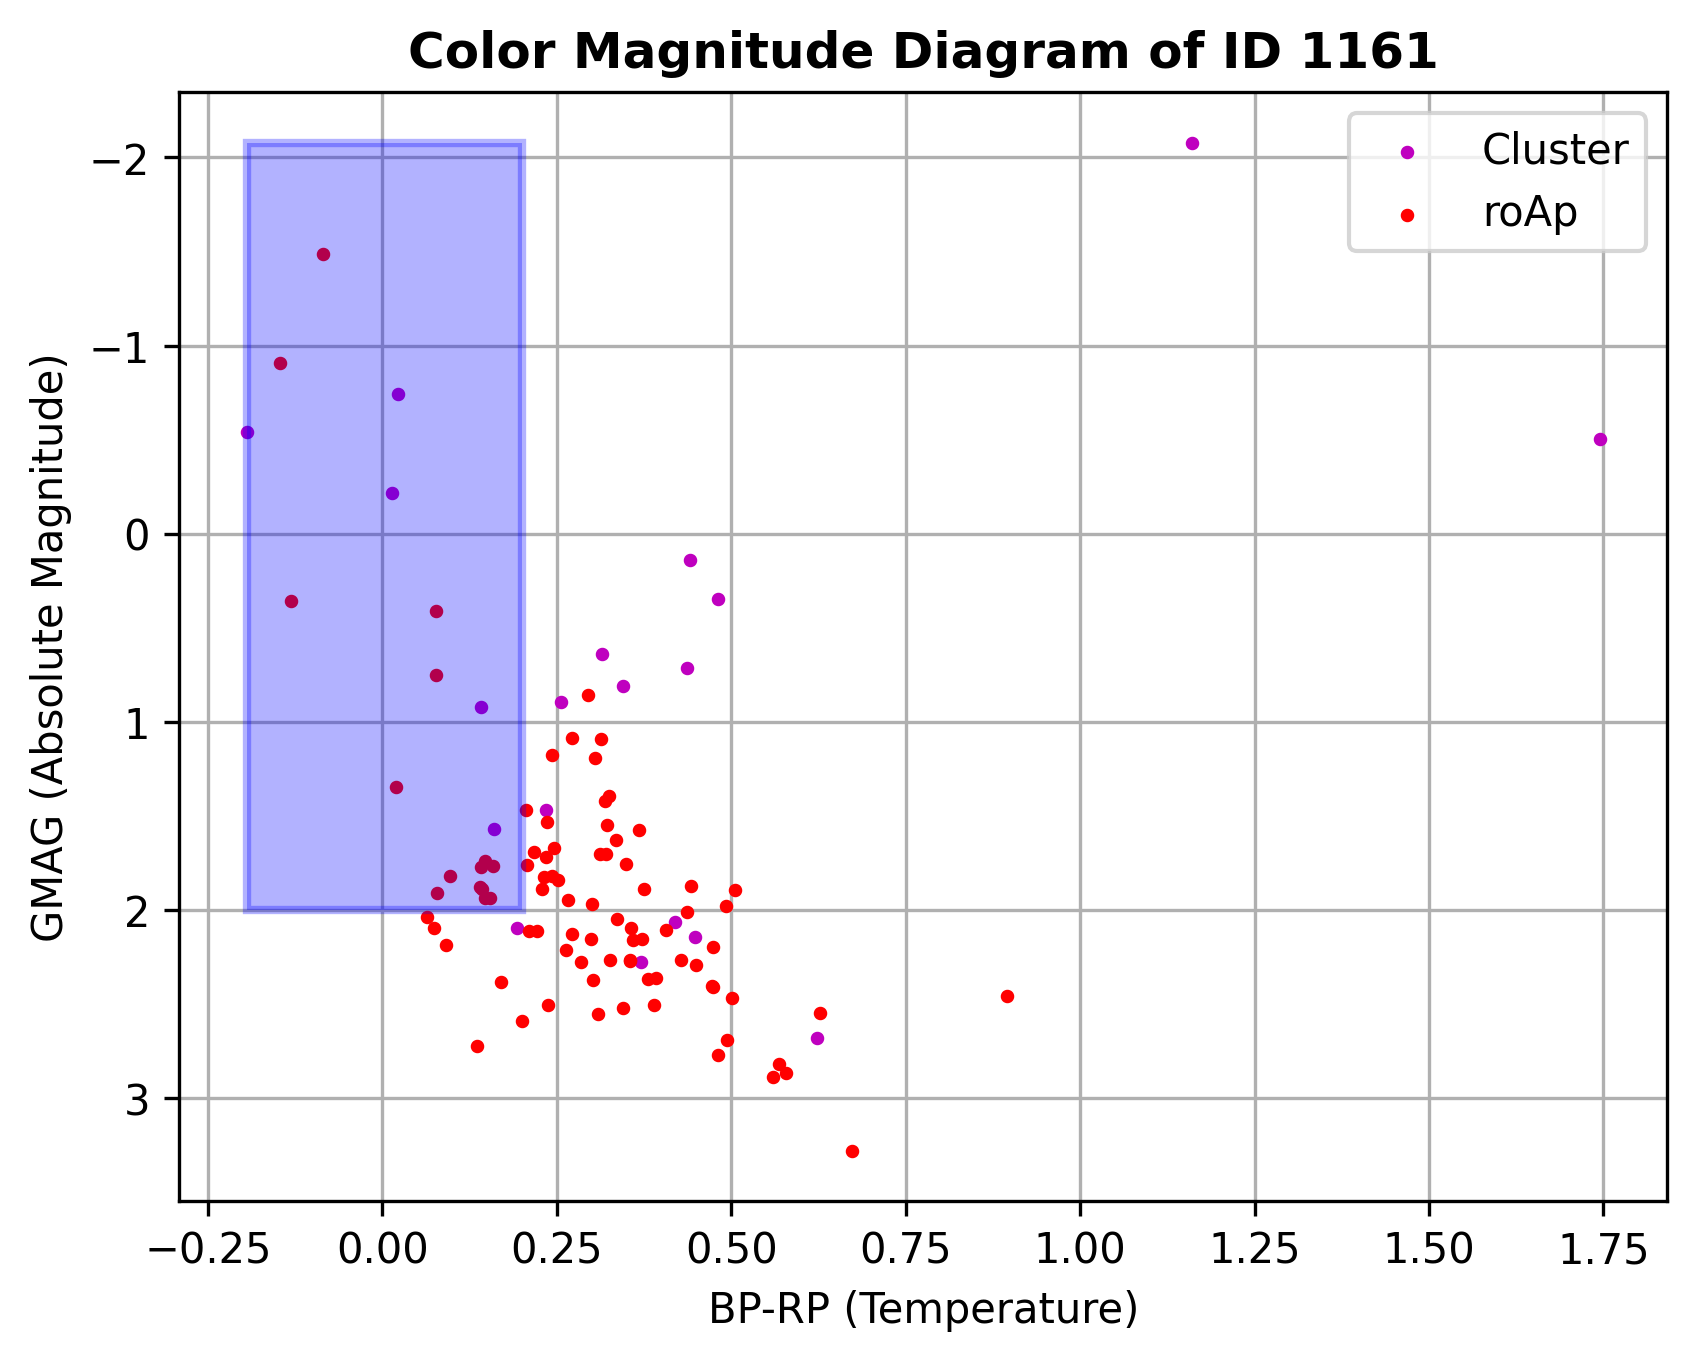 Color Magnitude Diagram of ID 1161
Cluster
roAp
GMAG (Absolute Magnitude)
−2
−1
0
1
2
3
−0.25 0.00 0.25 0.50 0.75 1.00 1.25 1.50 1.75
BP-RP (Temperature)